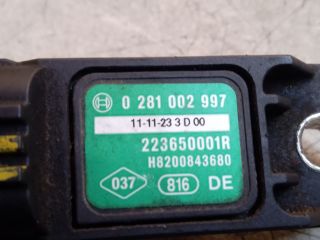 0 281 002 997
11-11-23 3 D 00
223650001R
H8200843680
037 816 DE